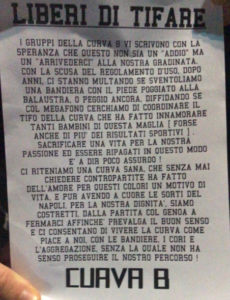 LIBERI DI TIFARE
I GRUPPI DELLA CURVA B VI SCRIVONO CON LA
SPERANZA CHE QUESTO NON SIA UN "ADDIO" MA
UN "ARRIVEDERCI" ALLA NOSTRA GRADINATA.
CON LA SCUSA DEL REGOLAMENTO D'USO, DOPO
ANNI, CI STANNO MULTANDO SE SVENTOLIAMO
UNA BANDIERA CON IL PIEDE POGGIATO ALLA
BALAUSTRA, O PEGGIO ANCORA, DIFFIDANDO SE
COL MEGAFONO CERCHIAMO DI COORDINARE IL
TIFO DELLA CURVA CHE HA FATTO INNAMORARE
TANTI BAMBINI DI QUESTA MAGLIA ( FORSE
ANCHE DI PIU' DEI RISULTATI SPORTIVI ).
SACRIFICARE UNA VITA PER LA NOSTRA
PASSIONE ED ESSERE RIPAGATI IN QUESTO MODO
E' A DIR POCO ASSURDO !
CI RITENIAMO UNA CURVA SANA, CHE SENZA MAI
CHIEDERE CONTROPARTITE HA FATTO
DELL'AMORE PER QUESTI COLORI UN MOTIVO DI
VITA, E PUR AVENDO A CUORE LE SORTI DEL
NAPOLI, PER LA NOSTRA DIGNITA', SIAMO
COSTRETTI, DALLA PARTITA COL GENOA A
FERMARCI AFFINCHE' PREVALGA IL BUON SENSO
E CI CONSENTANO DI VIVERE LA CURVA COME
PIACE A NOI, CON LE BANDIERE, I CORI E
L'AGGREGAZIONE, SENZA LA QUALE NON HA
SENSO PROSEGUIRE IL NOSTRO PERCORSO !
CURVA B